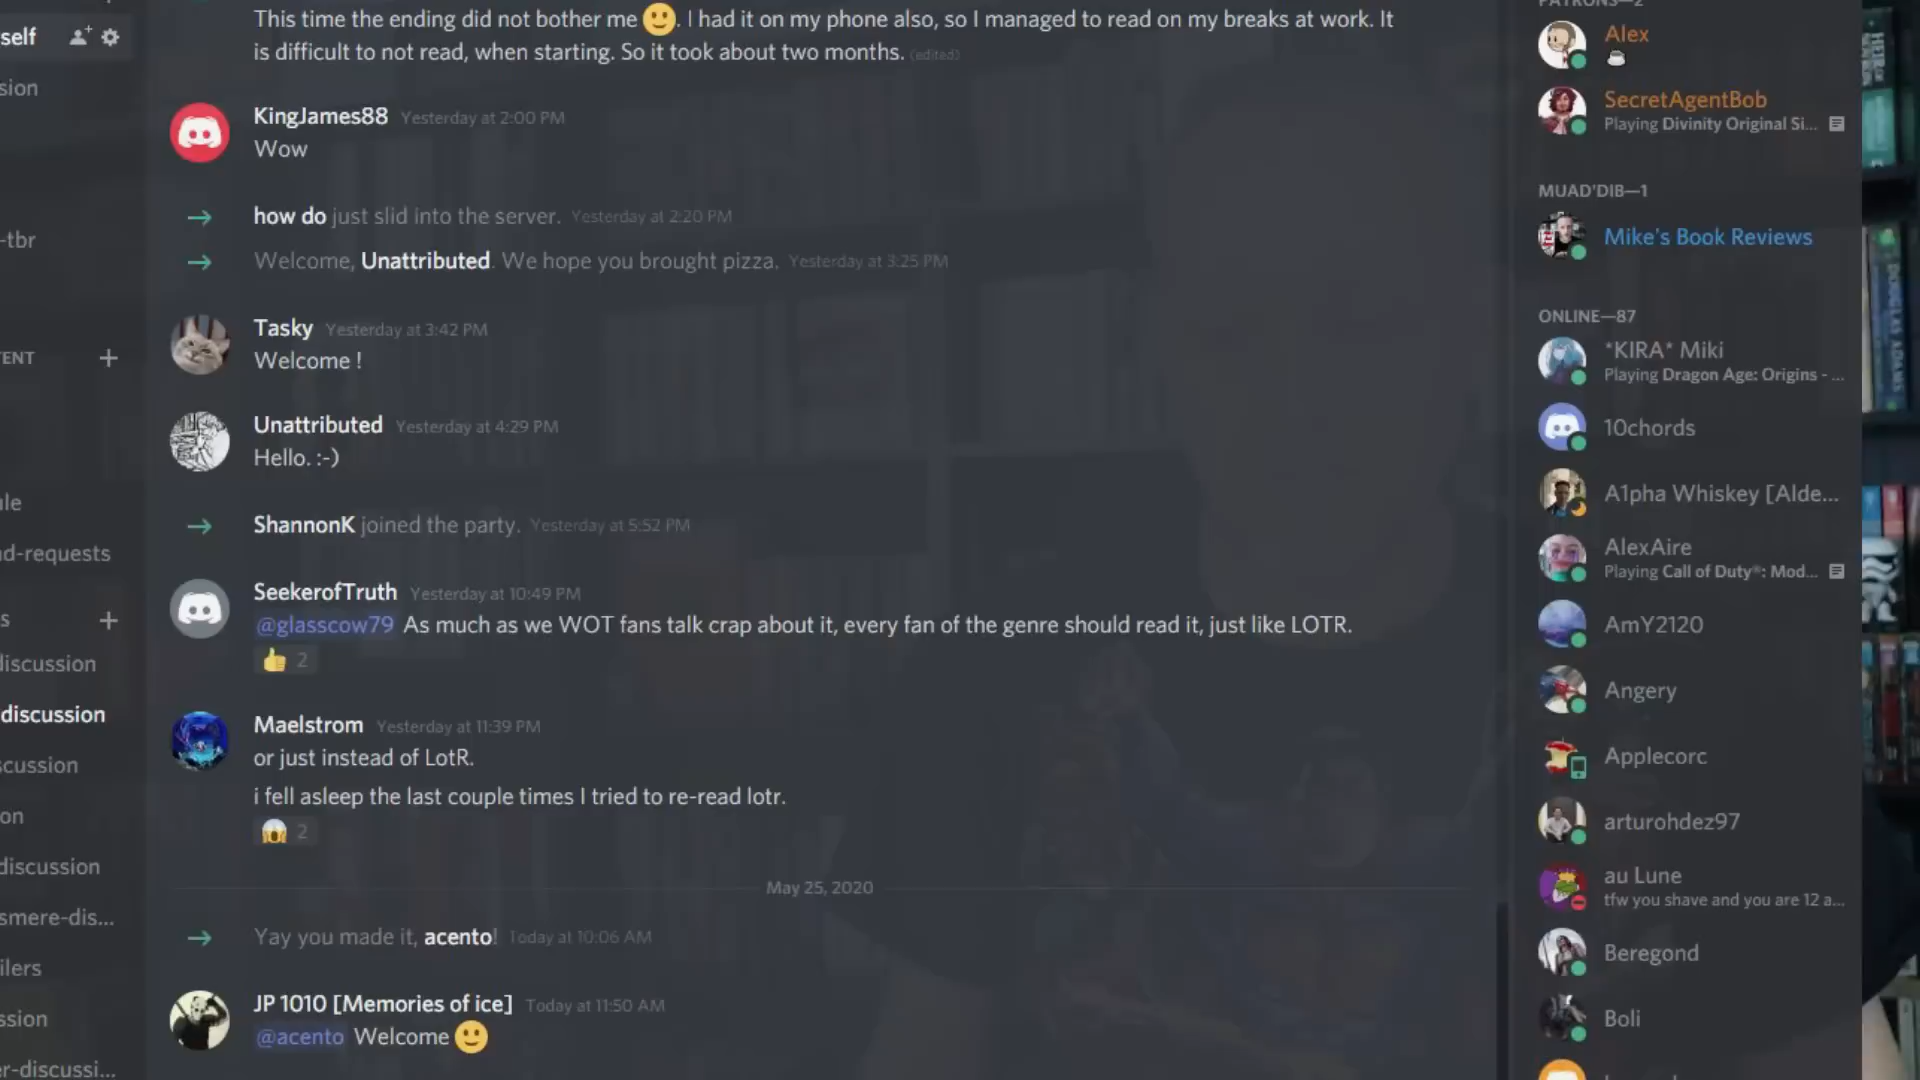 self
sion
-tbr
TENT
ule
nd-requests
s
discussion
discussion
scussion
on
discussion
smere-dis...
ilers
ssion
er-discussi...
This time the ending did not bother me 🙂. I had it on my phone also, so I managed to read on my breaks at work. It
is difficult to not read, when starting. So it took about two months. (edited)
KingJames88 Yesterday at 2:00 PM
Wow
how do just slid into the server. Yesterday at 2:20 PM
Welcome, Unattributed. We hope you brought pizza. Yesterday at 3:25 PM
Tasky Yesterday at 3:42 PM
Welcome !
Unattributed Yesterday at 4:29 PM
Hello. :-)
ShannonK joined the party. Yesterday at 5:52 PM
SeekerofTruth Yesterday at 10:49 PM
@glasscow79 As much as we WOT fans talk crap about it, every fan of the genre should read it, just like LOTR.
👍 2
Maelstrom Yesterday at 11:39 PM
or just instead of LotR.
i fell asleep the last couple times I tried to re-read lotr.
😱 2
May 25, 2020
Yay you made it, acento! Today at 10:06 AM
JP 1010 [Memories of ice] Today at 11:50 AM
@acento Welcome 🙂
PATRONS—2
Alex
SecretAgentBob
Playing Divinity Original Si...
MUAD'DIB—1
Mike's Book Reviews
ONLINE—87
*KIRA* Miki
Playing Dragon Age: Origins - ...
10chords
A1pha Whiskey [Alde...
AlexAire
Playing Call of Duty®: Mod...
AmY2120
Angery
Applecorc
arturohdez97
au Lune
tfw you shave and you are 12 a...
Beregond
Boli
DOUGLAS ADAMS